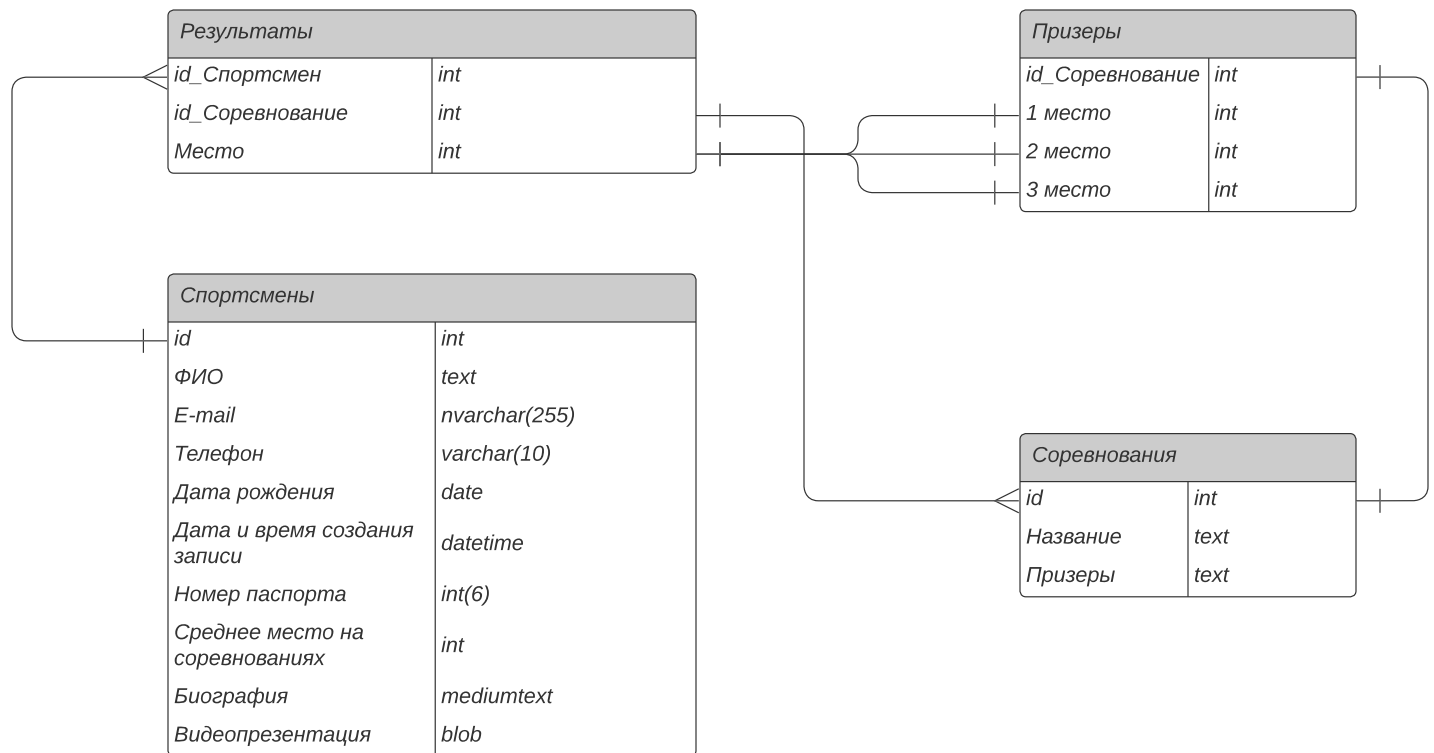 Результаты
id_Спортсмен int
id_Соревнование int
Место int
Призеры
id_Соревнование int
1 место int
2 место int
3 место int
Спортсмены
id int
ФИО text
E-mail nvarchar(255)
Телефон varchar(10)
Дата рождения date
Дата и время создания
записи
datetime
Номер паспорта int(6)
Среднее место на
соревнованиях
int
Биография mediumtext
Видеопрезентация blob
Соревнования
id int
Название text
Призеры text